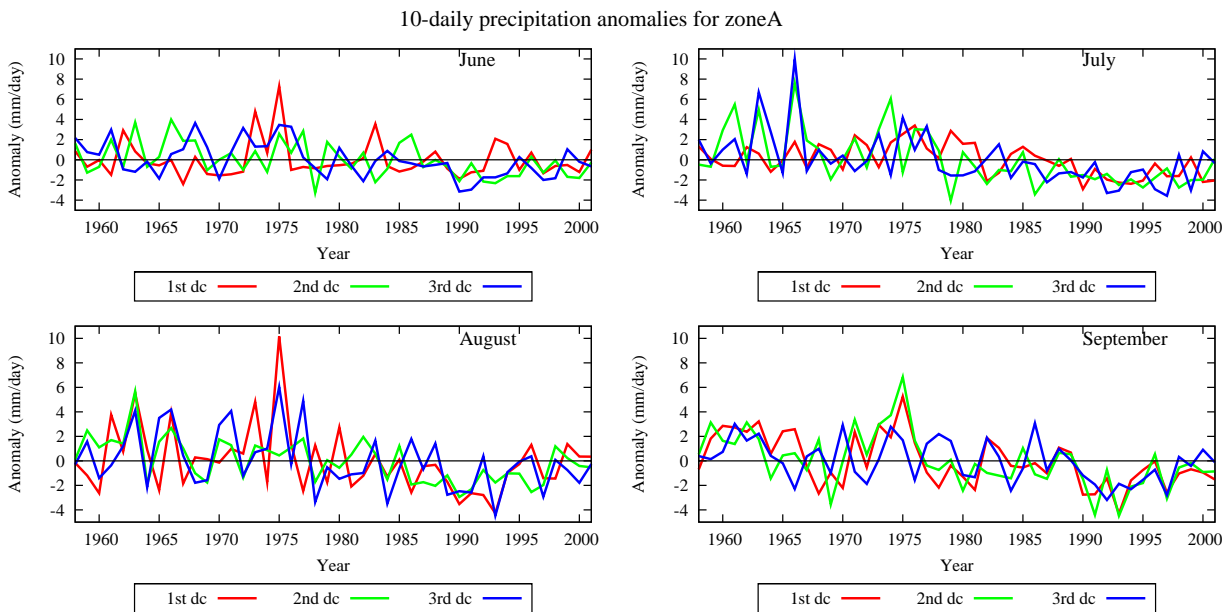 10-daily precipitation anomalies for zoneA
June
Anomaly (mm/day)
10
8
6
4
2
0
-2
-4
1960 1965 1970 1975 1980 1985 1990 1995 2000
Year
1st dc 2nd dc 3rd dc
July
Anomaly (mm/day)
10
8
6
4
2
0
-2
-4
1960 1965 1970 1975 1980 1985 1990 1995 2000
Year
1st dc 2nd dc 3rd dc
August
Anomaly (mm/day)
10
8
6
4
2
0
-2
-4
1960 1965 1970 1975 1980 1985 1990 1995 2000
Year
1st dc 2nd dc 3rd dc
September
Anomaly (mm/day)
10
8
6
4
2
0
-2
-4
1960 1965 1970 1975 1980 1985 1990 1995 2000
Year
1st dc 2nd dc 3rd dc